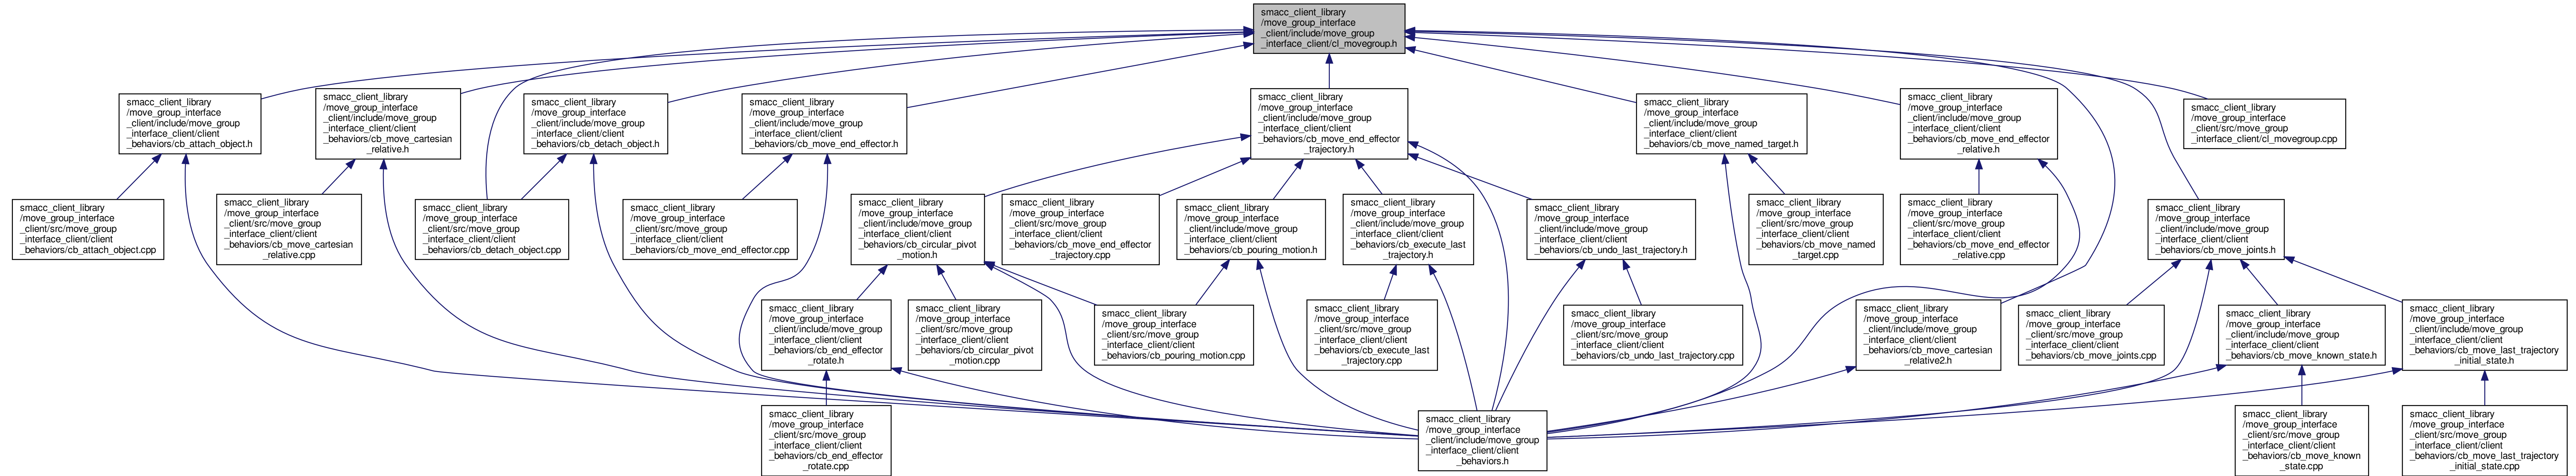 smacc_client_library
/move_group_interface
_client/include/move_group
_interface_client/cl_movegroup.h
smacc_client_library
/move_group_interface
_client/include/move_group
_interface_client/client
_behaviors/cb_attach_object.h
smacc_client_library
/move_group_interface
_client/include/move_group
_interface_client/client
_behaviors/cb_move_cartesian
_relative.h
smacc_client_library
/move_group_interface
_client/include/move_group
_interface_client/client
_behaviors/cb_detach_object.h
smacc_client_library
/move_group_interface
_client/include/move_group
_interface_client/client
_behaviors/cb_move_end_effector.h
smacc_client_library
/move_group_interface
_client/include/move_group
_interface_client/client
_behaviors/cb_move_end_effector
_trajectory.h
smacc_client_library
/move_group_interface
_client/include/move_group
_interface_client/client
_behaviors/cb_move_named_target.h
smacc_client_library
/move_group_interface
_client/include/move_group
_interface_client/client
_behaviors/cb_move_end_effector
_relative.h
smacc_client_library
/move_group_interface
_client/src/move_group
_interface_client/cl_movegroup.cpp
smacc_client_library
/move_group_interface
_client/src/move_group
_interface_client/client
_behaviors/cb_attach_object.cpp
smacc_client_library
/move_group_interface
_client/src/move_group
_interface_client/client
_behaviors/cb_move_cartesian
_relative.cpp
smacc_client_library
/move_group_interface
_client/src/move_group
_interface_client/client
_behaviors/cb_detach_object.cpp
smacc_client_library
/move_group_interface
_client/src/move_group
_interface_client/client
_behaviors/cb_move_end_effector.cpp
smacc_client_library
/move_group_interface
_client/include/move_group
_interface_client/client
_behaviors/cb_circular_pivot
_motion.h
smacc_client_library
/move_group_interface
_client/src/move_group
_interface_client/client
_behaviors/cb_move_end_effector
_trajectory.cpp
smacc_client_library
/move_group_interface
_client/include/move_group
_interface_client/client
_behaviors/cb_pouring_motion.h
smacc_client_library
/move_group_interface
_client/include/move_group
_interface_client/client
_behaviors/cb_execute_last
_trajectory.h
smacc_client_library
/move_group_interface
_client/include/move_group
_interface_client/client
_behaviors/cb_undo_last_trajectory.h
smacc_client_library
/move_group_interface
_client/src/move_group
_interface_client/client
_behaviors/cb_move_named
_target.cpp
smacc_client_library
/move_group_interface
_client/src/move_group
_interface_client/client
_behaviors/cb_move_end_effector
_relative.cpp
smacc_client_library
/move_group_interface
_client/include/move_group
_interface_client/client
_behaviors/cb_move_joints.h
smacc_client_library
/move_group_interface
_client/include/move_group
_interface_client/client
_behaviors/cb_end_effector
_rotate.h
smacc_client_library
/move_group_interface
_client/src/move_group
_interface_client/client
_behaviors/cb_circular_pivot
_motion.cpp
smacc_client_library
/move_group_interface
_client/src/move_group
_interface_client/client
_behaviors/cb_pouring_motion.cpp
smacc_client_library
/move_group_interface
_client/src/move_group
_interface_client/client
_behaviors/cb_execute_last
_trajectory.cpp
smacc_client_library
/move_group_interface
_client/src/move_group
_interface_client/client
_behaviors/cb_undo_last_trajectory.cpp
smacc_client_library
/move_group_interface
_client/include/move_group
_interface_client/client
_behaviors/cb_move_cartesian
_relative2.h
smacc_client_library
/move_group_interface
_client/src/move_group
_interface_client/client
_behaviors/cb_move_joints.cpp
smacc_client_library
/move_group_interface
_client/include/move_group
_interface_client/client
_behaviors/cb_move_known_state.h
smacc_client_library
/move_group_interface
_client/include/move_group
_interface_client/client
_behaviors/cb_move_last_trajectory
_initial_state.h
smacc_client_library
/move_group_interface
_client/src/move_group
_interface_client/client
_behaviors/cb_end_effector
_rotate.cpp
smacc_client_library
/move_group_interface
_client/include/move_group
_interface_client/client
_behaviors.h
smacc_client_library
/move_group_interface
_client/src/move_group
_interface_client/client
_behaviors/cb_move_known
_state.cpp
smacc_client_library
/move_group_interface
_client/src/move_group
_interface_client/client
_behaviors/cb_move_last_trajectory
_initial_state.cpp